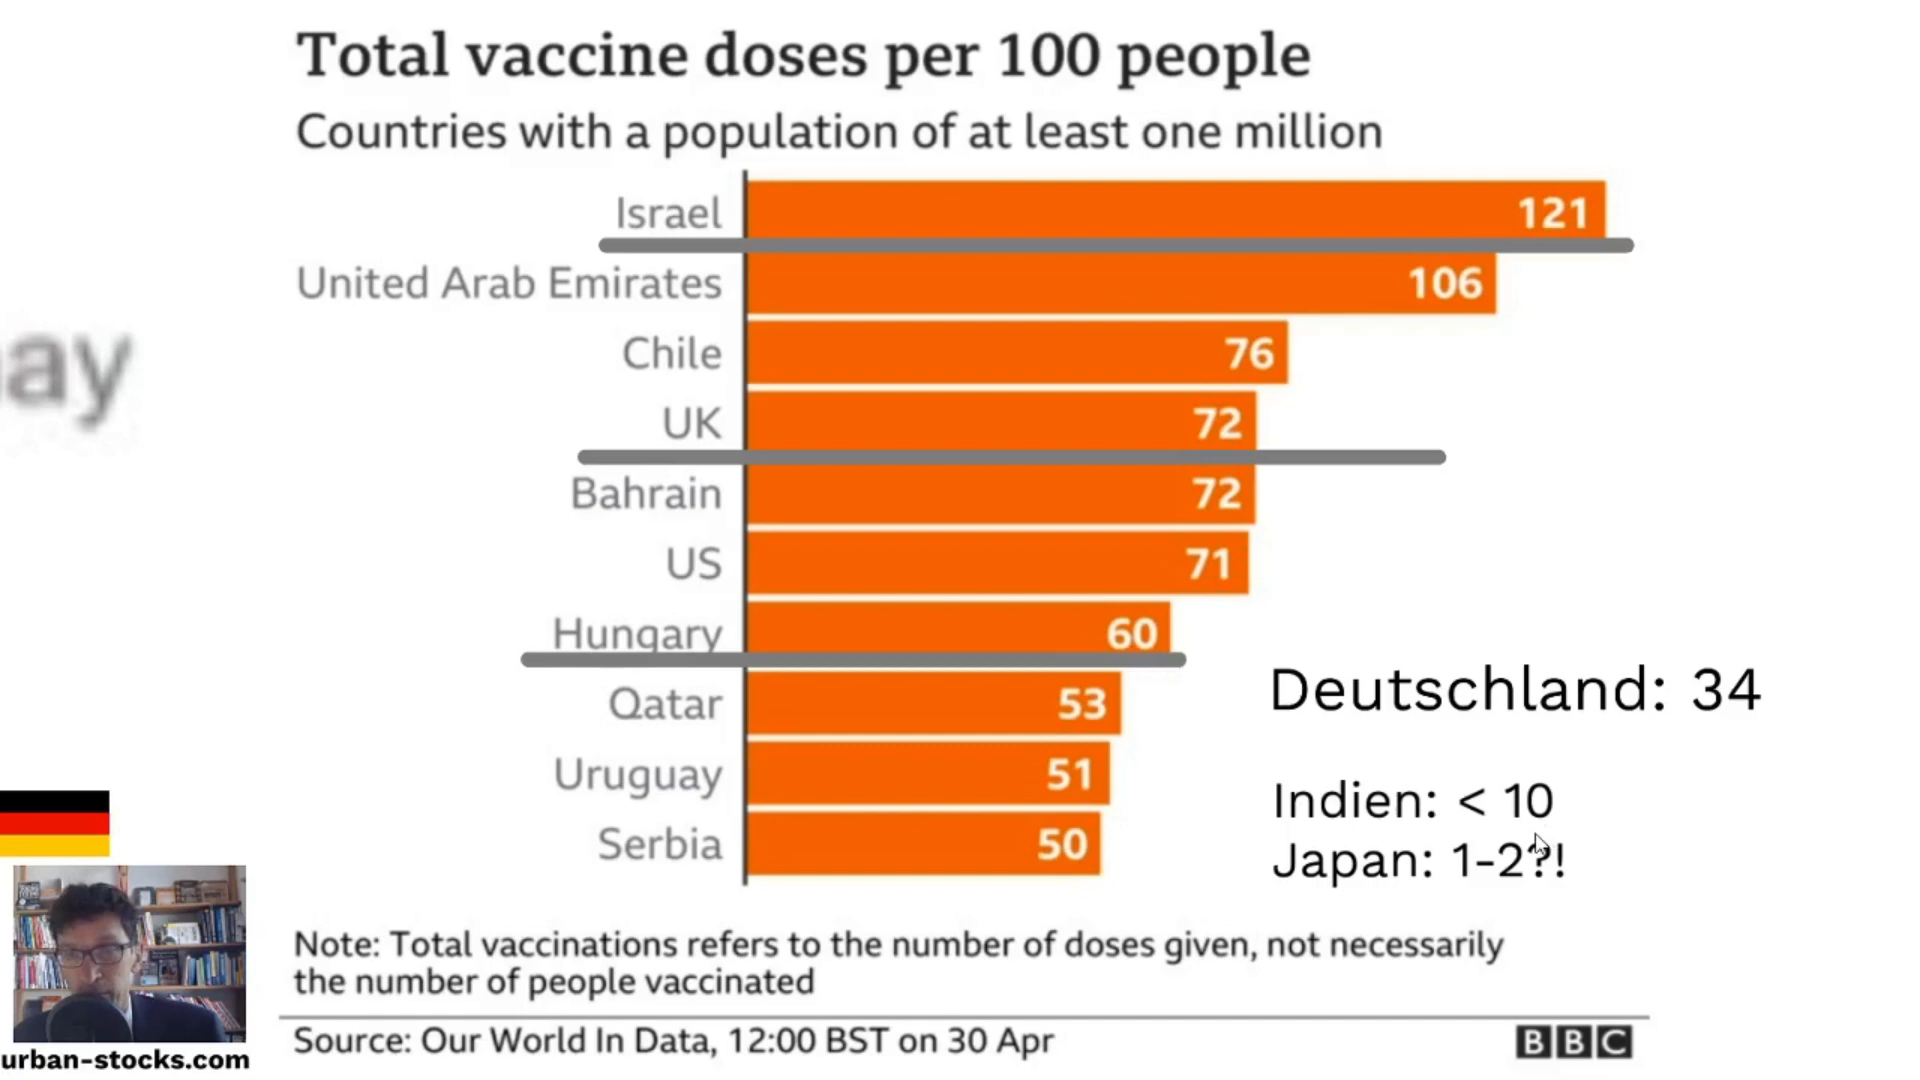 Total vaccine doses per 100 people
Countries with a population of at least one million
Israel 121
United Arab Emirates 106
Chile 76
UK 72
Bahrain 72
US 71
Hungary 60
Qatar 53
Uruguay 51
Serbia 50
Deutschland: 34
Indien: < 10
Japan: 1-2?!
Note: Total vaccinations refers to the number of doses given, not necessarily
the number of people vaccinated
Source: Our World In Data, 12:00 BST on 30 Apr
BBC
urban-stocks.com